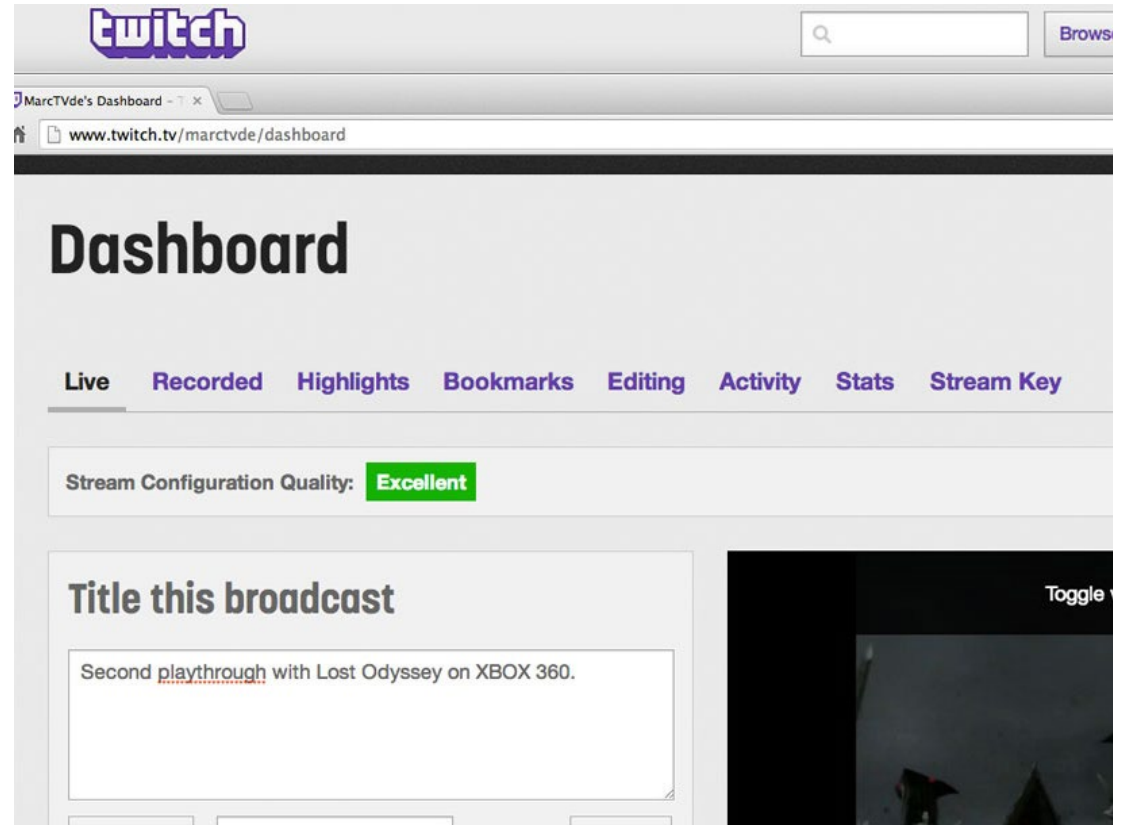 twitch
Brows
MarcTVde's Dashboard - T
www.twitch.tv/marctvde/dashboard
Dashboard
Live Recorded Highlights Bookmarks Editing Activity Stats Stream Key
Stream Configuration Quality: Excellent
Title this broadcast
Toggle
Second playthrough with Lost Odyssey on XBOX 360.